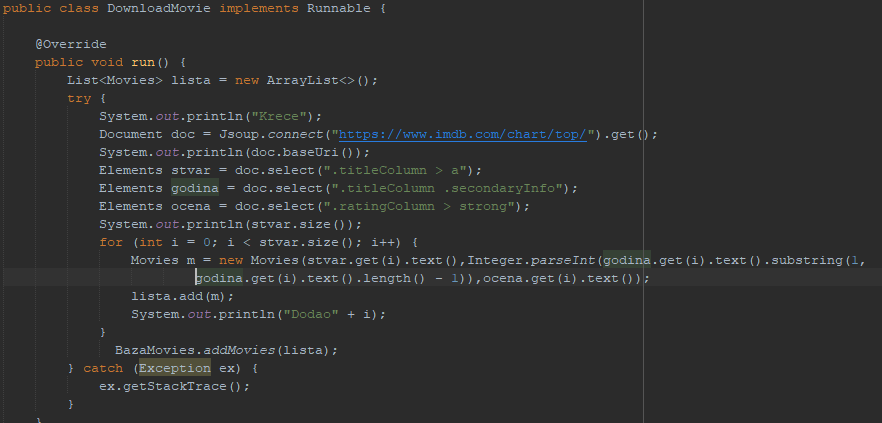 public class DownloadMovie implements Runnable {
@Override
public void run() {
List<Movies> lista = new ArrayList<>();
try {
System.out.println("Krece");
Document doc = Jsoup.connect("https://www.imdb.com/chart/top/").get();
System.out.println(doc.baseUri());
Elements stvar = doc.select(".titleColumn > a");
Elements godina = doc.select(".titleColumn .secondaryInfo");
Elements ocena = doc.select(".ratingColumn > strong");
System.out.println(stvar.size());
for (int i = 0; i < stvar.size(); i++) {
Movies m = new Movies(stvar.get(i).text(),Integer.parseInt(godina.get(i).text().substring(1,
godina.get(i).text().length() - 1)),ocena.get(i).text());
lista.add(m);
System.out.println("Dodao" + i);
}
BazaMovies.addMovies(lista);
} catch (Exception ex) {
ex.getStackTrace();
}
}